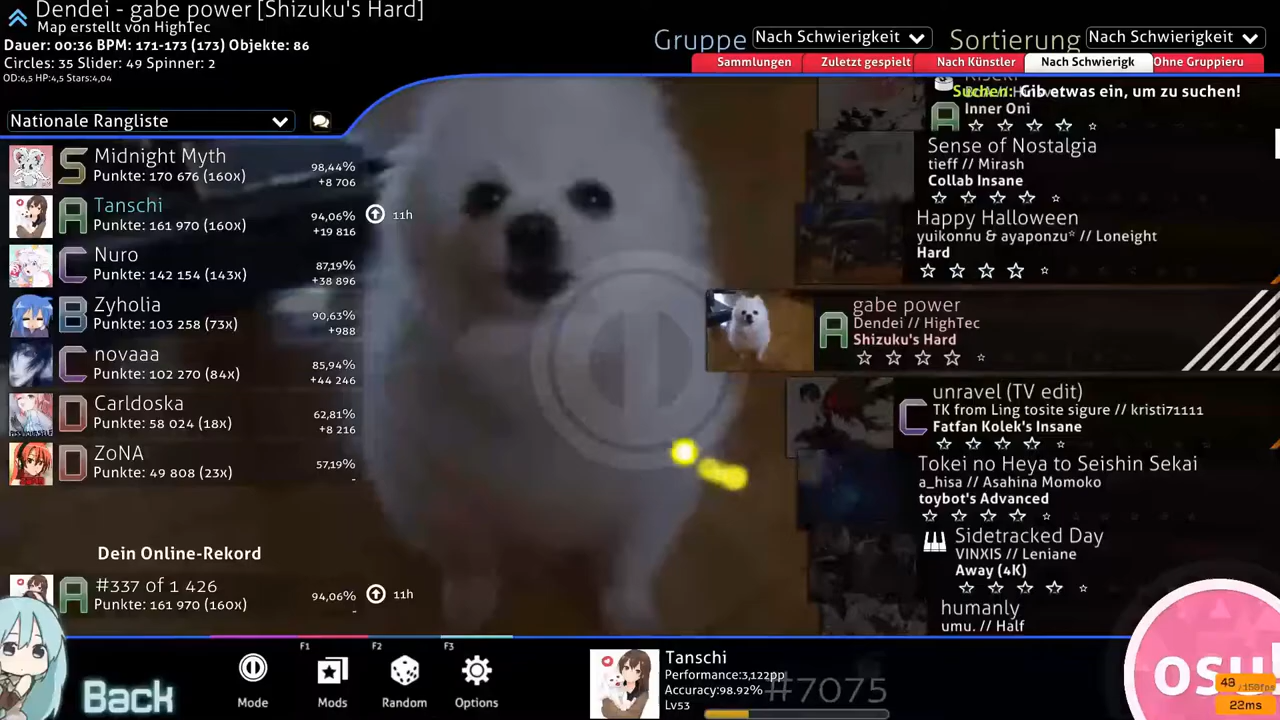 Dendei - gabe power [Shizuku's Hard]
Map erstellt von HighTec
Dauer: 00:36 BPM: 171-173 (173) Objekte: 86
Circles: 35 Slider: 49 Spinner: 2
OD:6,5 HP:4,5 Stars:4,04
Gruppe Nach Schwierigkeit
Sortierung Nach Schwierigkeit
Sammlungen Zuletzt gespielt Nach Künstler Nach Schwierigk Ohne Gruppieru
Nationale Rangliste
Suchen: Gib etwas ein, um zu suchen!
Inner Oni
Sense of Nostalgia
tieff // Mirash
Collab Insane
Happy Halloween
yuikonnu & ayaponzu* // Loneight
Hard
gabe power
Dendei // HighTec
Shizuku's Hard
unravel (TV edit)
TK from Ling tosite sigure // kristi71111
Fatfan Kolek's Insane
Tokei no Heya to Seishin Sekai
a_hisa // Asahina Momoko
toybot's Advanced
Sidetracked Day
VINXIS // Leniane
Away (4K)
humanly
umu. // Half
S Midnight Myth
Punkte: 170 676 (160x)
98,44%
+8 706
A Tanschi
Punkte: 161 970 (160x)
94,06%
+19 816
11h
C Nuro
Punkte: 142 154 (143x)
87,19%
+38 896
B Zyholia
Punkte: 103 258 (73x)
90,63%
+988
C novaaa
Punkte: 102 270 (84x)
85,94%
+44 246
D Carldoska
Punkte: 58 024 (18x)
62,81%
+8 216
D ZoNA
Punkte: 49 808 (23x)
57,19%
-
Dein Online-Rekord
A #337 of 1 426
Punkte: 161 970 (160x)
94,06%
-
11h
Back
Mode
F1
Mods
F2
Random
F3
Options
Tanschi
Performance:3,122pp
Accuracy:98.92%
Lv53
#7075
osu!
48 /150fps
22ms